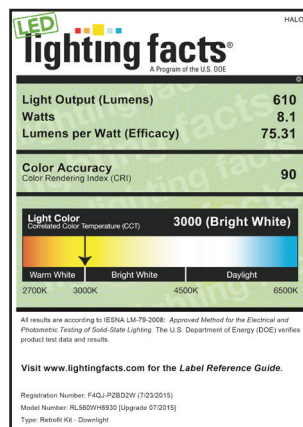 HALO
LED
lighting facts®
A Program of the U.S. DOE
Light Output (Lumens) 610
Watts 8.1
Lumens per Watt (Efficacy) 75.31
Color Accuracy 90
Color Rendering Index (CRI)
Light Color 3000 (Bright White)
Correlated Color Temperature (CCT)
Warm White Bright White Daylight
2700K 3000K 4500K 6500K
All results are according to IESNA LM-79-2008: Approved Method for the Electrical and
Photometric Testing of Solid-State Lighting. The U.S. Department of Energy (DOE) verifies
product test data and results.
Visit www.lightingfacts.com for the Label Reference Guide.
Registration Number: F4QJ-PZBD2W (7/23/2015)
Model Number: RL560WH6930 [Upgrade 07/2015]
Type: Retrofit Kit - Downlight